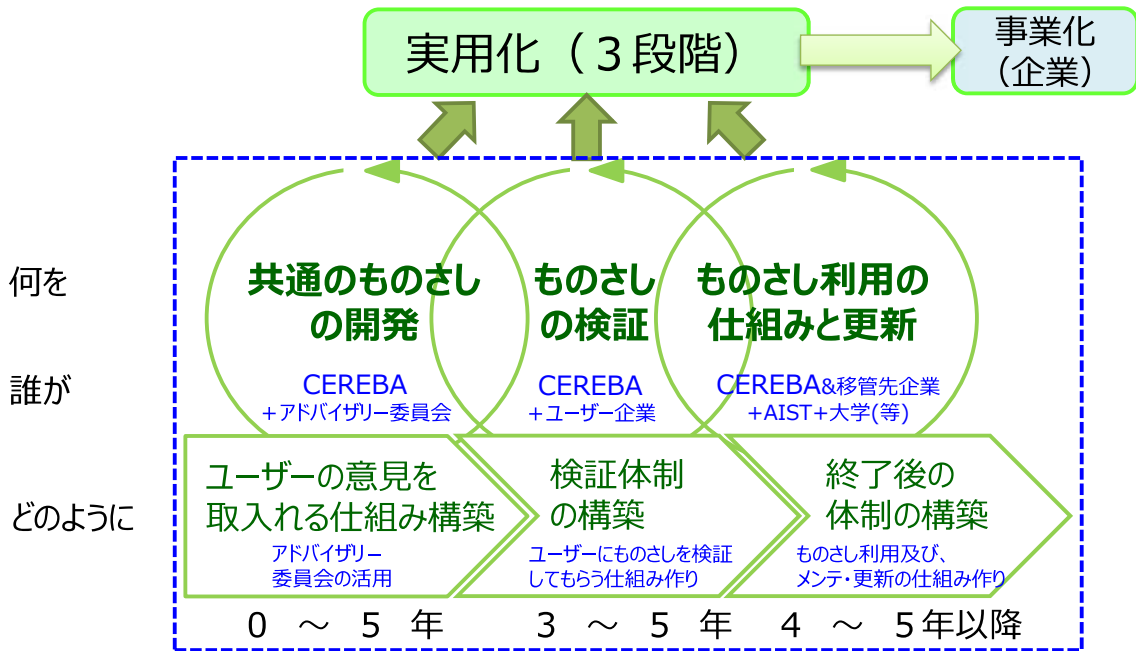 実用化（３段階）
事業化
（企業）
何を
共通のものさし
の開発
ものさし
の検証
ものさし利用の
仕組みと更新
誰が
CEREBA
+アドバイザリー委員会
CEREBA
+ユーザー企業
CEREBA&移管先企業
+AIST+大学(等)
どのように
ユーザーの意見を
取入れる仕組み構築
アドバイザリー
委員会の活用
検証体制
の構築
ユーザーにものさしを検証
してもらう仕組み作り
終了後の
体制の構築
ものさし利用及び、
メンテ・更新の仕組み作り
０ ～ ５ 年
３ ～ ５ 年
４ ～ ５年以降